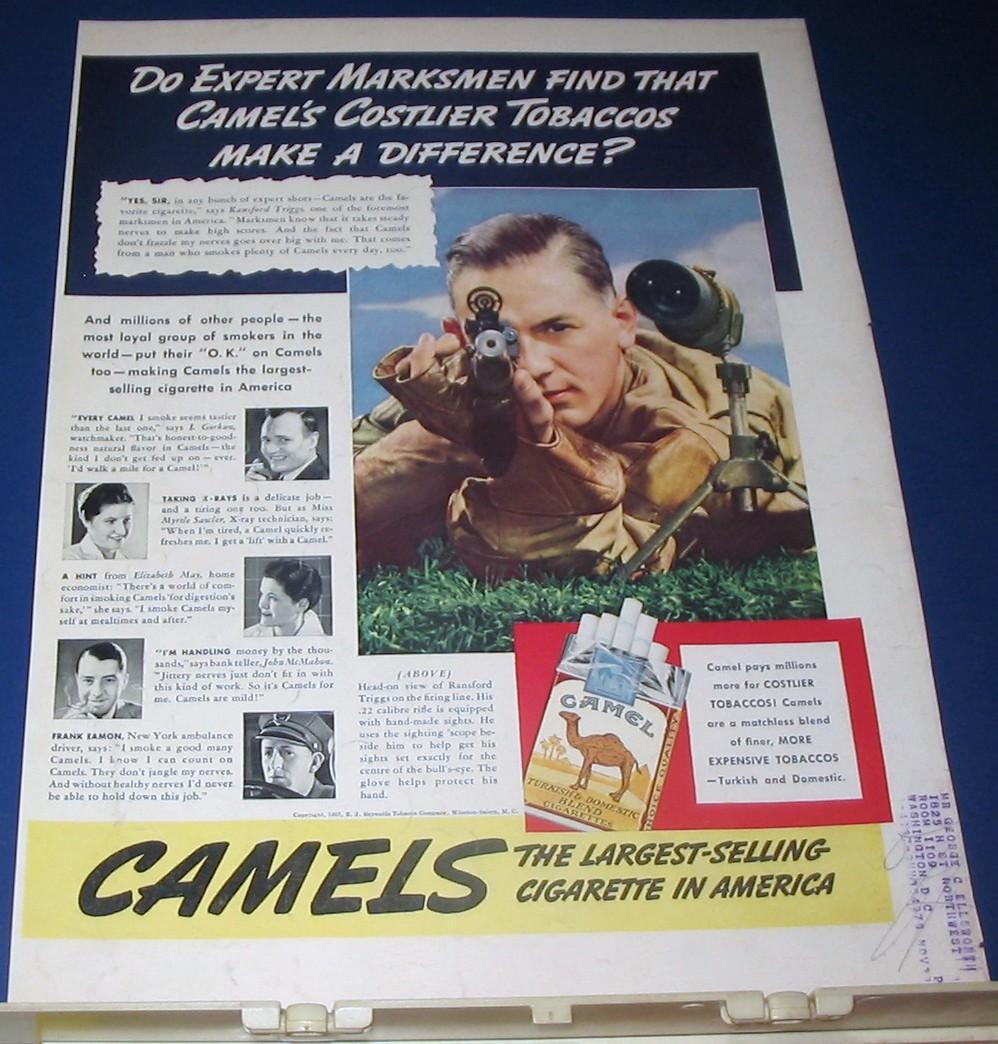 DO EXPERT MARKSMEN FIND THAT
CAMEL'S COSTLIER TOBACCOS
MAKE A DIFFERENCE?
"YES, SIR, in any bunch of expert shots—Camels are the fa-
vorite cigarette," says Ransford Triggs, one of the foremost
marksmen in America. "Marksmen know that it takes steady
nerves to make high scores. And the fact that Camels
don't frazzle my nerves goes over big with me. That comes
from a man who smokes plenty of Camels every day, too."
And millions of other people—the
most loyal group of smokers in the
world—put their "O.K." on Camels
too—making Camels the largest-
selling cigarette in America
"EVERY CAMEL I smoke seems tastier
than the last one," says I. Gorkun,
watchmaker. "That's honest-to-good-
ness natural flavor in Camels—the
kind I don't get fed up on—ever.
'I'd walk a mile for a Camel!'"
TAKING X-RAYS is a delicate job—
and a tiring one too. But as Miss
Myrtle Sawler, X-ray technician, says:
"When I'm tired, a Camel quickly re-
freshes me. I get a 'lift' with a Camel."
A HINT from Elizabeth May, home
economist: "There's a world of com-
fort in smoking Camels 'for digestion's
sake,'" she says. "I smoke Camels my-
self at mealtimes and after."
"I'M HANDLING money by the thou-
sands," says bank teller, John McMahon.
"Jittery nerves just don't fit in with
this kind of work. So it's Camels for
me. Camels are mild!"
FRANK EAMON, New York ambulance
driver, says: "I smoke a good many
Camels. I know I can count on
Camels. They don't jangle my nerves.
And without healthy nerves I'd never
be able to hold down this job."
(ABOVE)
Head-on view of Ransford
Triggs on the firing line. His
.22 calibre rifle is equipped
with hand-made sights. He
uses the sighting 'scope be-
side him to help get his
sights set exactly for the
centre of the bull's-eye. The
glove helps protect his
hand.
Copyright, 1937, R. J. Reynolds Tobacco Company, Winston-Salem, N. C.
CAMEL
TURKISH & DOMESTIC
BLEND
CIGARETTES
CHOICE QUALITY
Camel pays millions
more for COSTLIER
TOBACCOS! Camels
are a matchless blend
of finer, MORE
EXPENSIVE TOBACCOS
—Turkish and Domestic.
CAMELS
THE LARGEST-SELLING
CIGARETTE IN AMERICA
MR GEORGE C ELLSWORTH
1825 H ST NORTHWEST
ROOM 1109
WASHINGTON D C